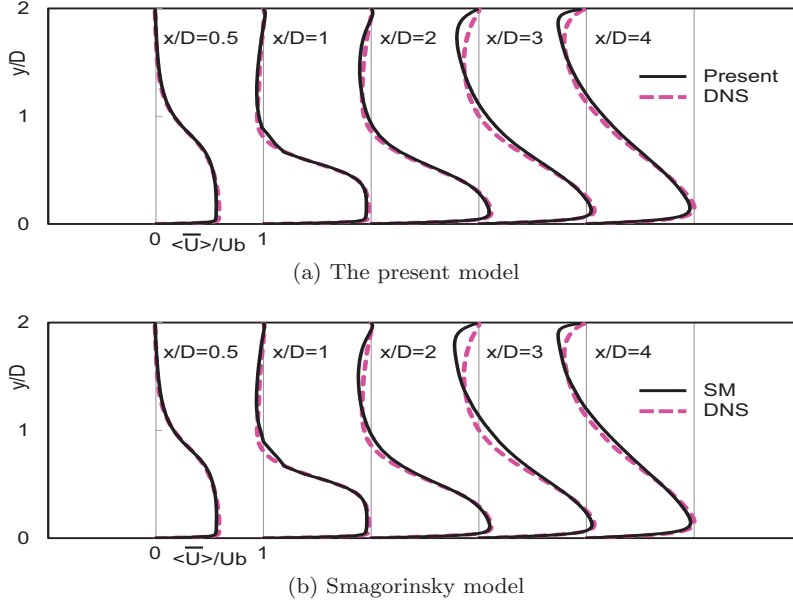 2
x/D=0.5 x/D=1 x/D=2 x/D=3 x/D=4
y/D
Present
DNS
1
0
0 <U̅>/Ub 1
(a) The present model
2
x/D=0.5 x/D=1 x/D=2 x/D=3 x/D=4
y/D
SM
DNS
1
0
0 <U̅>/Ub 1
(b) Smagorinsky model